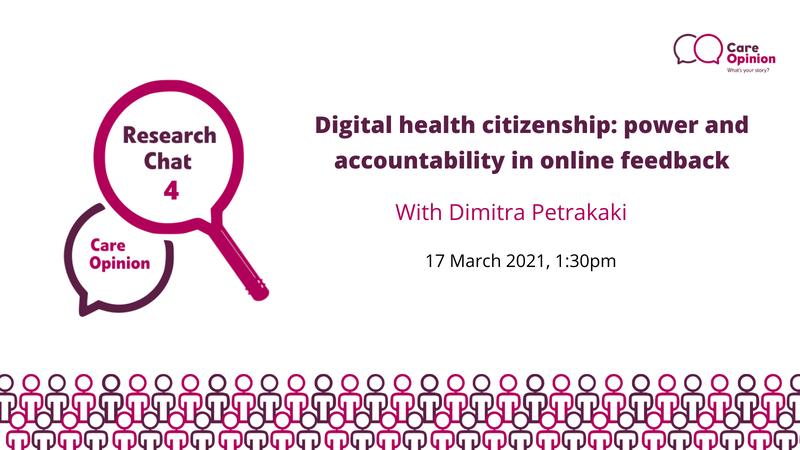 Care
Opinion
What's your story?
Research
Chat
4
Care
Opinion
Digital health citizenship: power and
accountability in online feedback
With Dimitra Petrakaki
17 March 2021, 1:30pm